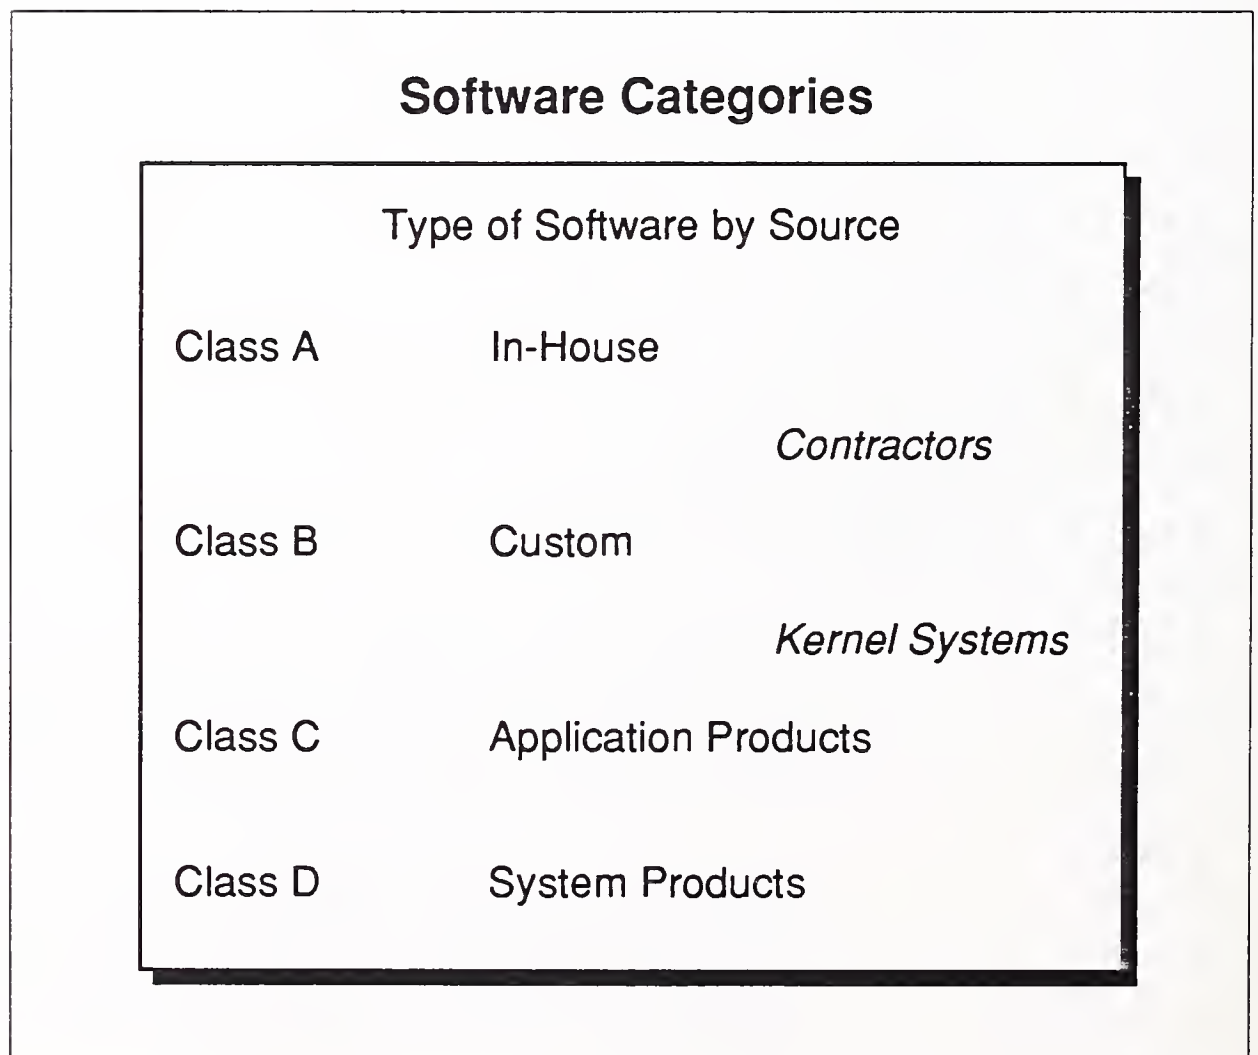 Software Categories
Type of Software by Source
Class A In-House
Contractors
Class B Custom
Kernel Systems
Class C Application Products
Class D System Products